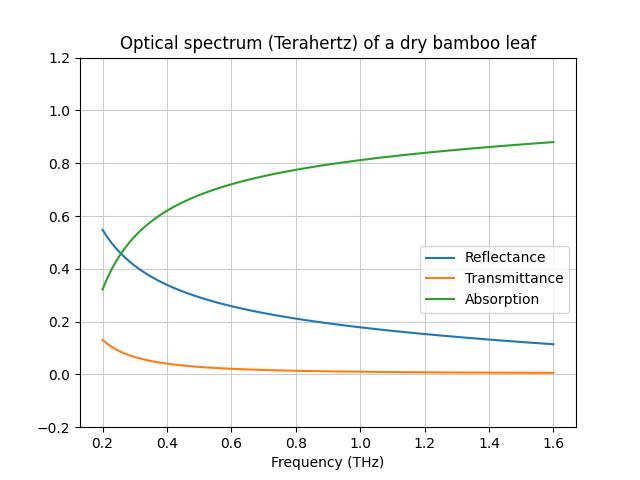 Optical spectrum (Terahertz) of a dry bamboo leaf
1.2
1.0
0.8
0.6
0.4
0.2
0.0
−0.2
Reflectance
Transmittance
Absorption
0.2 0.4 0.6 0.8 1.0 1.2 1.4 1.6
Frequency (THz)